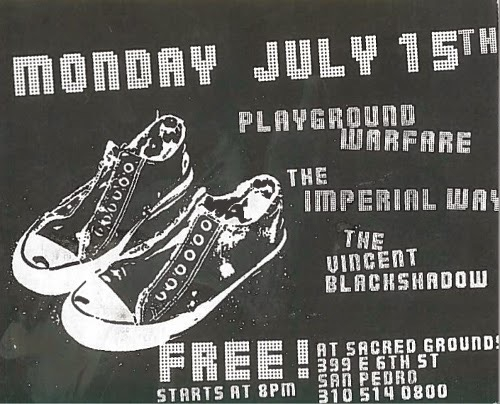 MONDAY JULY 15TH
PLAYGROUND
WARFARE
THE
IMPERIAL WAY
THE
VINCENT
BLACKSHADOW
FREE!
STARTS AT 8PM
AT SACRED GROUNDS
399 E 6TH ST
SAN PEDRO
310 514 0800